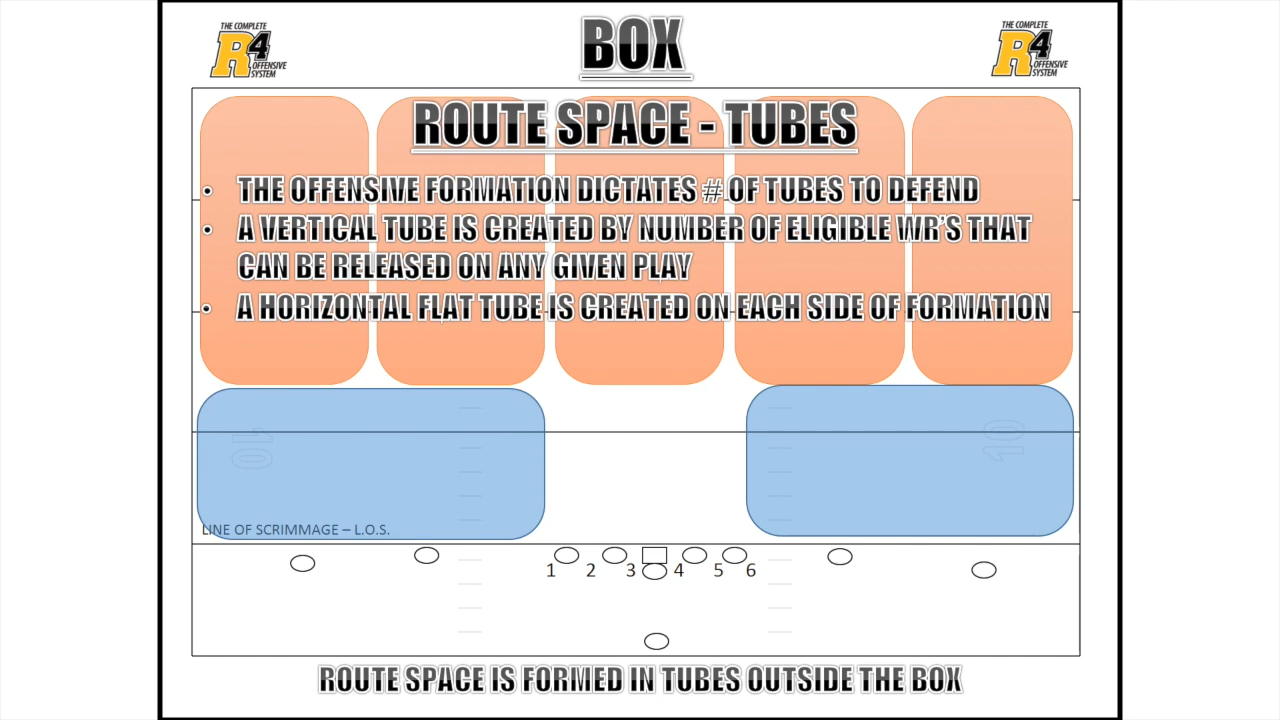 THE COMPLETE
R4
OFFENSIVE
SYSTEM
BOX
THE COMPLETE
R4
OFFENSIVE
SYSTEM
ROUTE SPACE - TUBES
• THE OFFENSIVE FORMATION DICTATES # OF TUBES TO DEFEND
• A VERTICAL TUBE IS CREATED BY NUMBER OF ELIGIBLE WR'S THAT
CAN BE RELEASED ON ANY GIVEN PLAY
• A HORIZONTAL FLAT TUBE IS CREATED ON EACH SIDE OF FORMATION
10
10
LINE OF SCRIMMAGE – L.O.S.
1 2 3 4 5 6
ROUTE SPACE IS FORMED IN TUBES OUTSIDE THE BOX